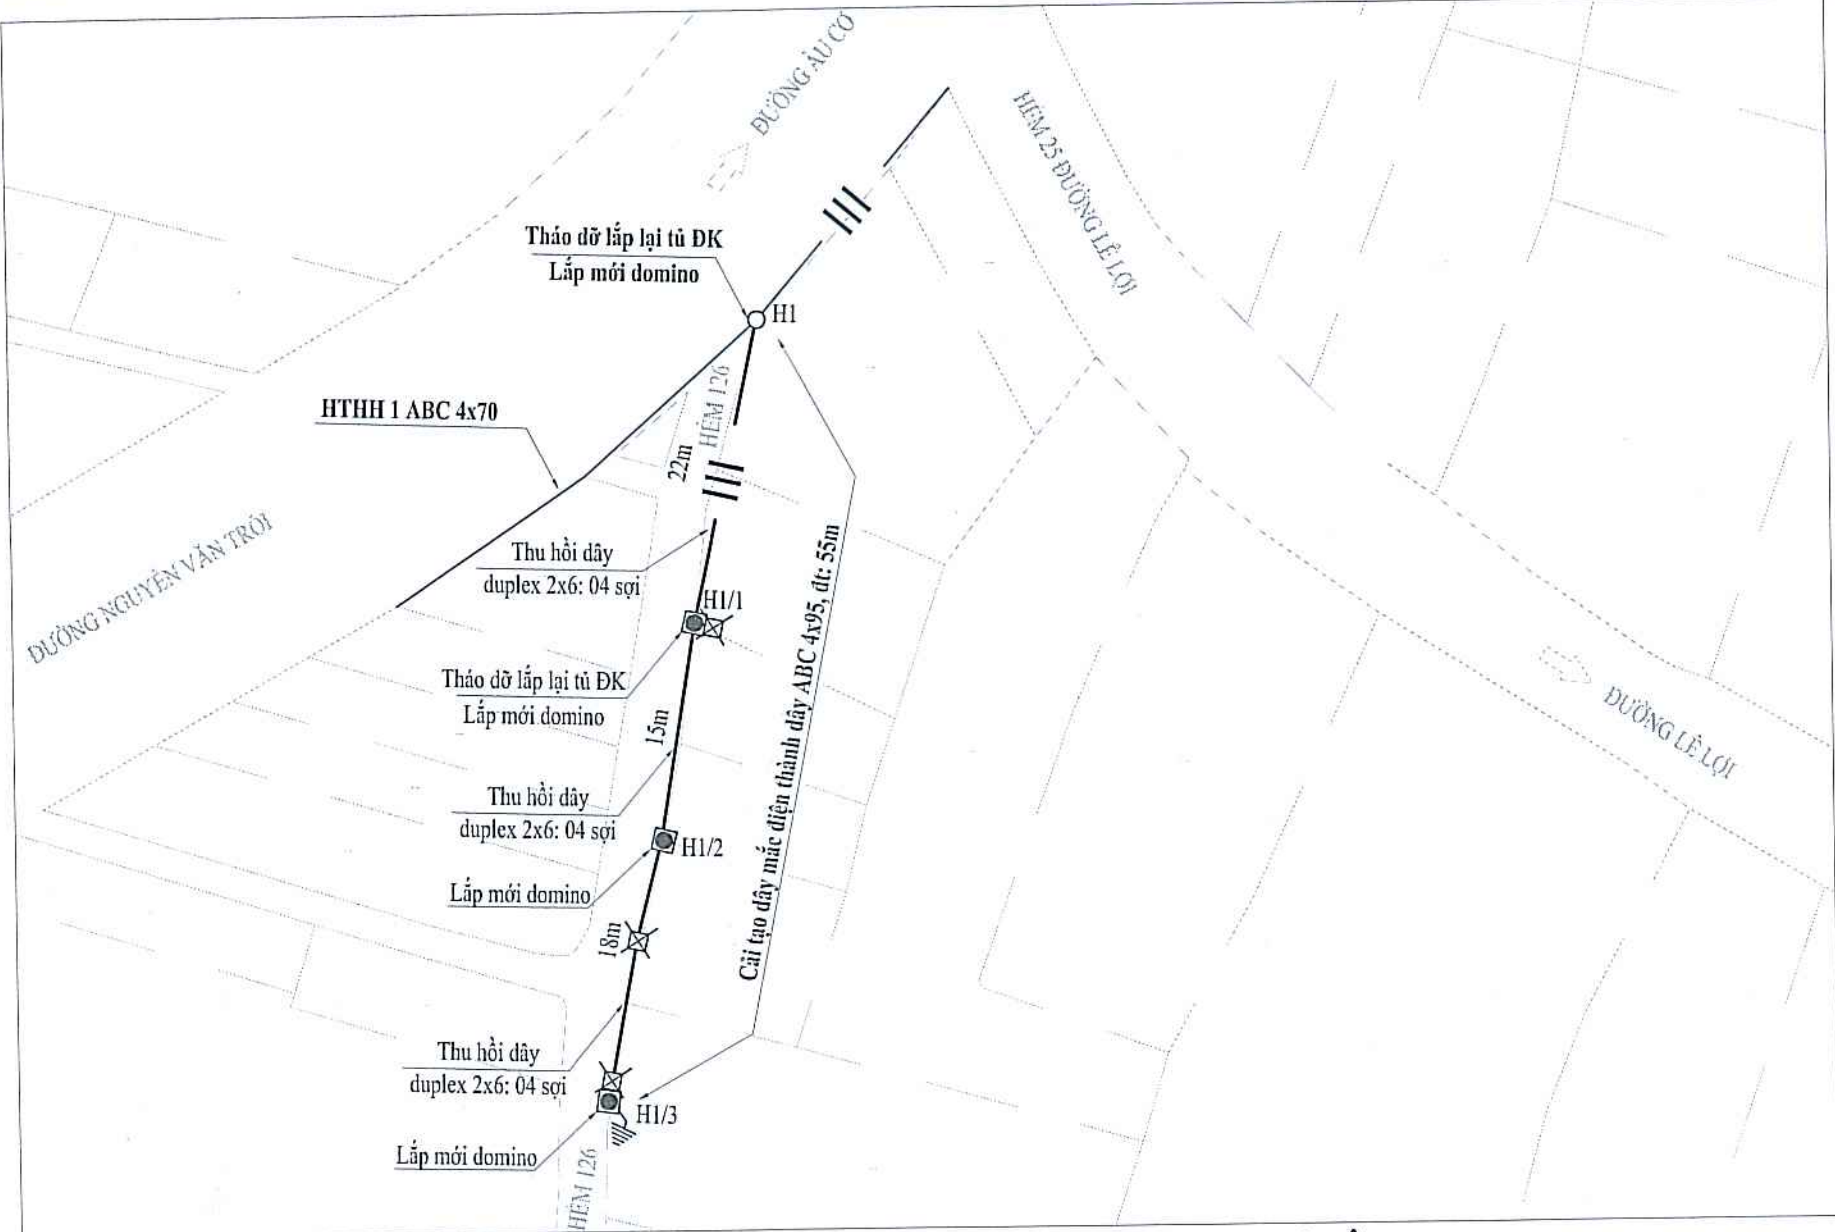 ĐƯỜNG ÂU CƠ
HẺM 25 ĐƯỜNG LÊ LỢI
Tháo dỡ lắp lại tủ ĐK
Lắp mới domino
H1
HẺM 126
HTHH 1 ABC 4x70
22m
ĐƯỜNG NGUYỄN VĂN TRỖI
Thu hồi dây
duplex 2x6: 04 sợi
H1/1
Cải tạo dây mắc điện thành dây ABC 4x95, dt: 55m
Tháo dỡ lắp lại tủ ĐK
Lắp mới domino
15m
ĐƯỜNG LÊ LỢI
Thu hồi dây
duplex 2x6: 04 sợi
H1/2
Lắp mới domino
18m
Thu hồi dây
duplex 2x6: 04 sợi
H1/3
Lắp mới domino
HẺM 126